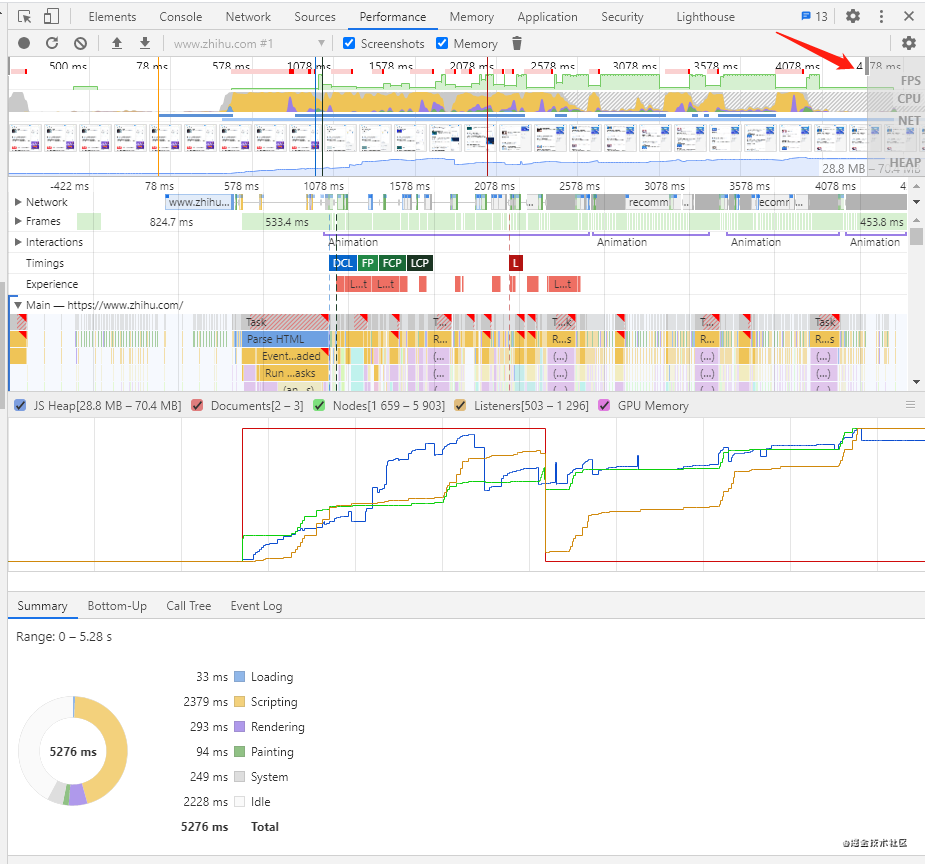 Elements Console Network Sources Performance Memory Application Security Lighthouse 13
www.zhihu.com #1 Screenshots Memory
500 ms 78 ms 578 ms 1078 ms 1578 ms 2078 ms 2578 ms 3078 ms 3578 ms 4078 ms 4 78 ms
FPS
CPU
NET
HEAP
28.8 MB – 70.4 MB
-422 ms 78 ms 578 ms 1078 ms 1578 ms 2078 ms 2578 ms 3078 ms 3578 ms 4078 ms 4
Network www.zhihu... ... recomm ... ecomr ...
Frames 824.7 ms 533.4 ms 453.8 ms
Interactions Animation Animation Animation Animation
Timings DCL FP FCP LCP L
Experience L...t L...t L...t
Main — https://www.zhihu.com/
Task T... T...k T... Task
Parse HTML R... R...s R... R...s
Event...aded (... (...) (...) (...)
Run ...asks (... (...) (...) (...)
(an...s)
JS Heap[28.8 MB – 70.4 MB] Documents[2 – 3] Nodes[1 659 – 5 903] Listeners[503 – 1 296] GPU Memory
Summary Bottom-Up Call Tree Event Log
Range: 0 – 5.28 s
33 ms Loading
2379 ms Scripting
293 ms Rendering
5276 ms
94 ms Painting
249 ms System
2228 ms Idle
5276 ms Total
@掘金技术社区